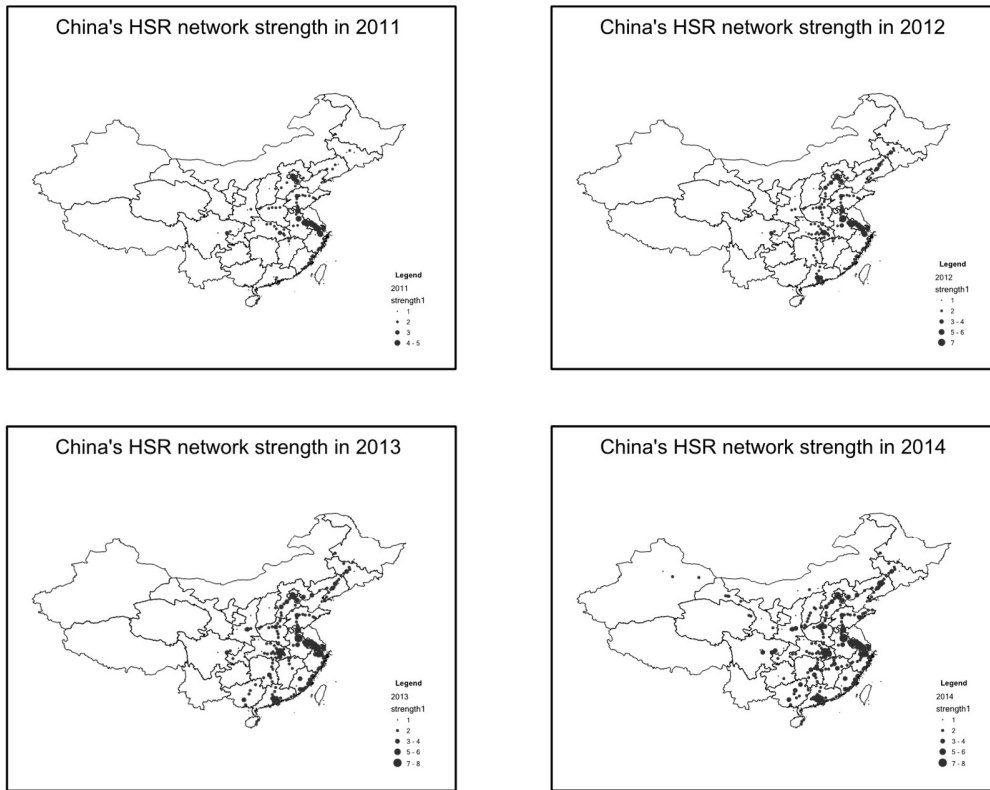 China's HSR network strength in 2011
Legend
2011
strength1
1
2
3
4 - 5
China's HSR network strength in 2012
Legend
2012
strength1
1
2
3 - 4
5 - 6
7
China's HSR network strength in 2013
Legend
2013
strength1
1
2
3 - 4
5 - 6
7 - 8
China's HSR network strength in 2014
Legend
2014
strength1
1
2
3 - 4
5 - 6
7 - 8